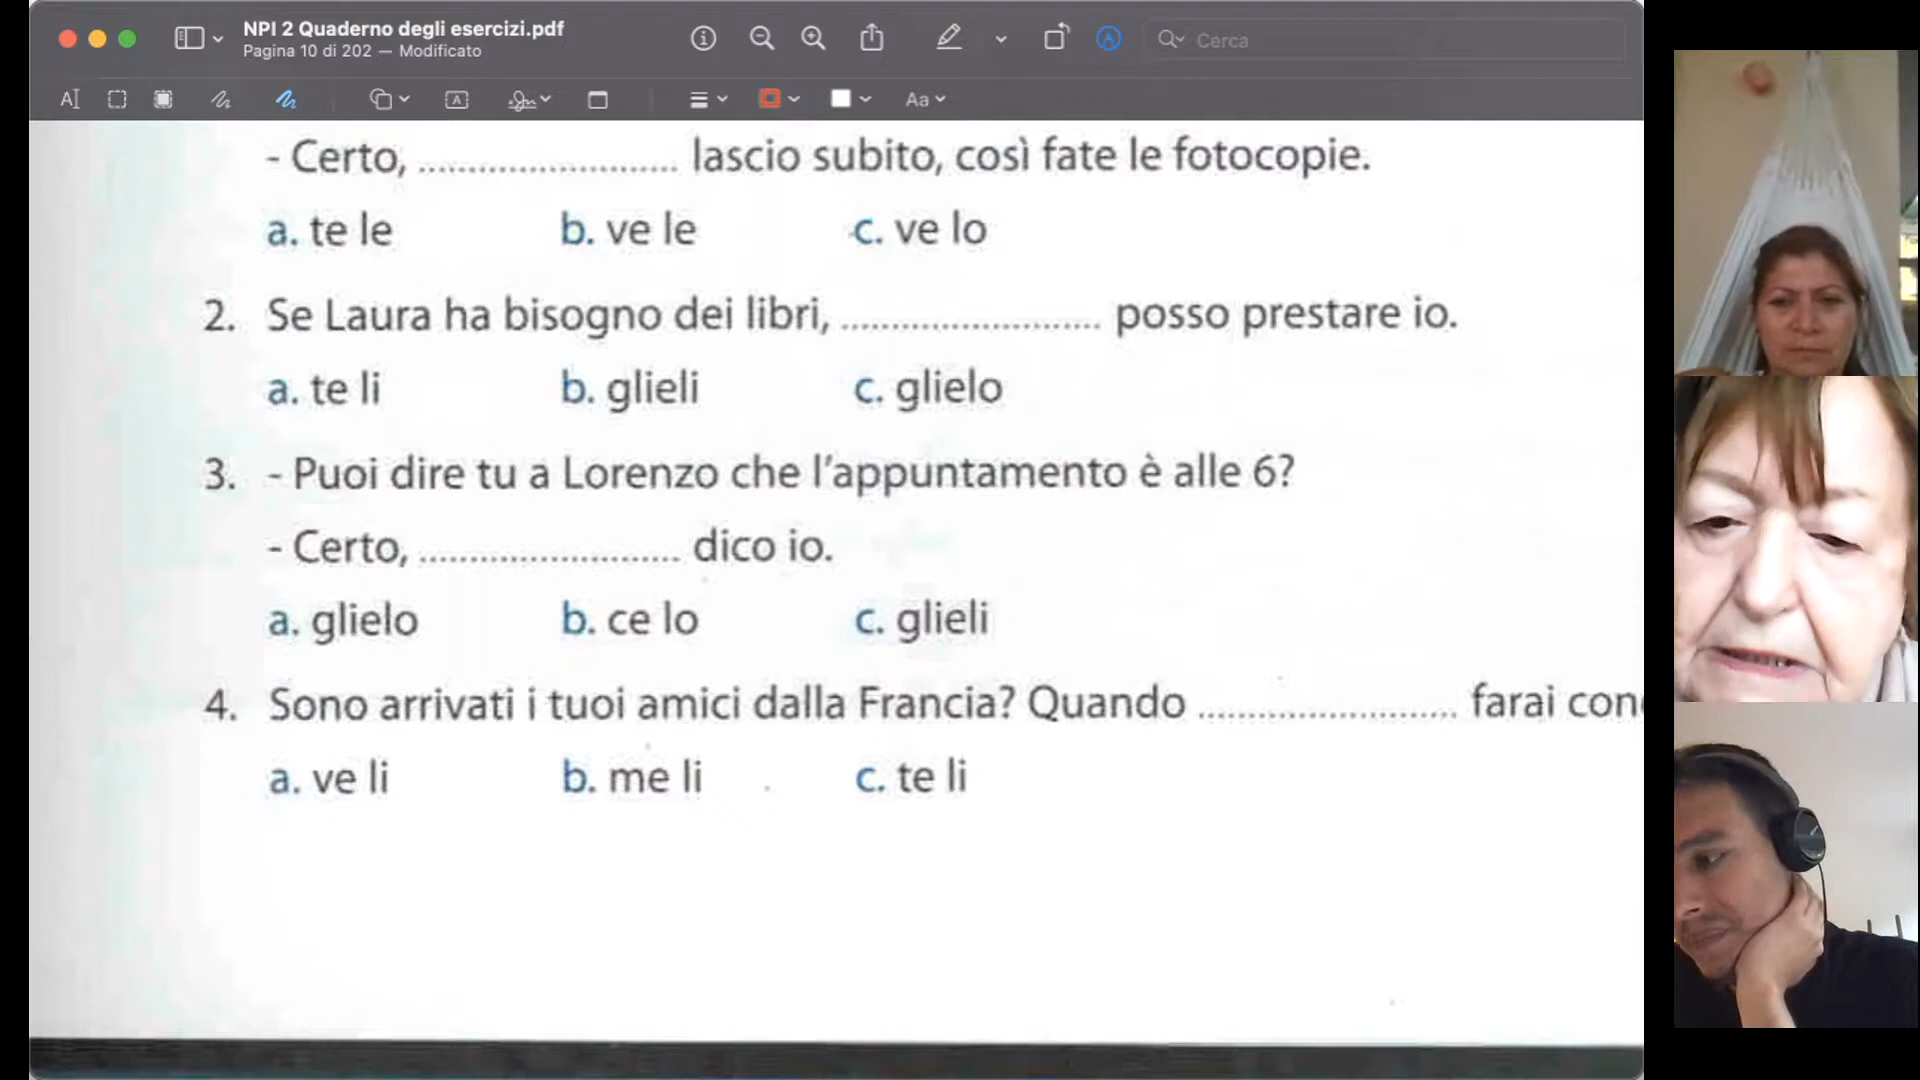 NPI 2 Quaderno degli esercizi.pdf
Pagina 10 di 202 — Modificato
Cerca
A
A
Aa
- Certo, ........................ lascio subito, così fate le fotocopie.
a. te le b. ve le c. ve lo
2. Se Laura ha bisogno dei libri, ........................ posso prestare io.
a. te li b. glieli c. glielo
3. - Puoi dire tu a Lorenzo che l'appuntamento è alle 6?
- Certo, ........................ dico io.
a. glielo b. ce lo c. glieli
4. Sono arrivati i tuoi amici dalla Francia? Quando ........................ farai
a. ve li b. me li c. te li